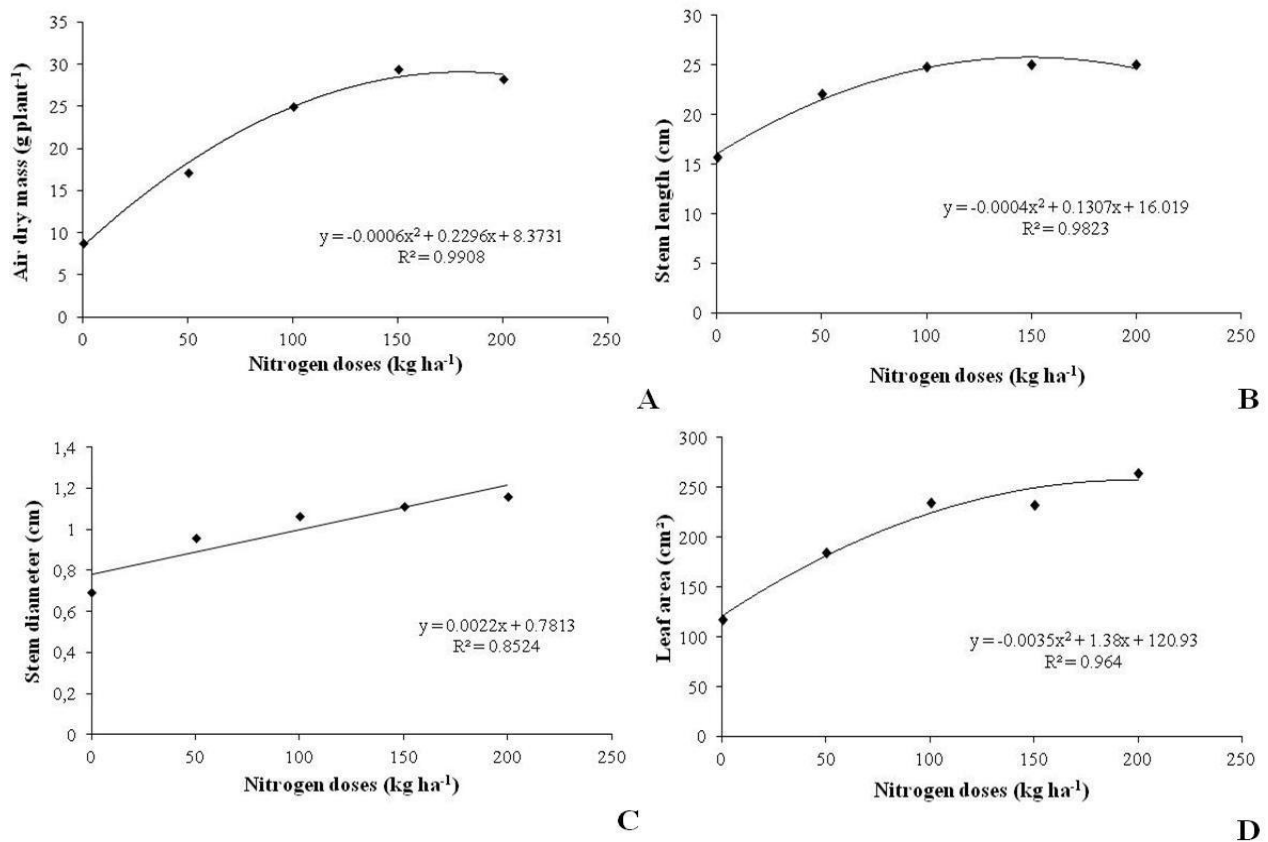 35
30
25
20
15
10
5
0
Air dry mass (g plant⁻¹)
y = -0.0006x² + 0.2296x + 8.3731
R² = 0.9908
0 50 100 150 200 250
Nitrogen doses (kg ha⁻¹)
A
30
25
20
15
10
5
0
Stem length (cm)
y = -0.0004x² + 0.1307x + 16.019
R² = 0.9823
0 50 100 150 200 250
Nitrogen doses (kg ha⁻¹)
B
1,4
1,2
1
0,8
0,6
0,4
0,2
0
Stem diameter (cm)
y = 0.0022x + 0.7813
R² = 0.8524
0 50 100 150 200 250
Nitrogen doses (kg ha⁻¹)
C
300
250
200
150
100
50
0
Leaf area (cm²)
y = -0.0035x² + 1.38x + 120.93
R² = 0.964
0 50 100 150 200 250
Nitrogen doses (kg ha⁻¹)
D